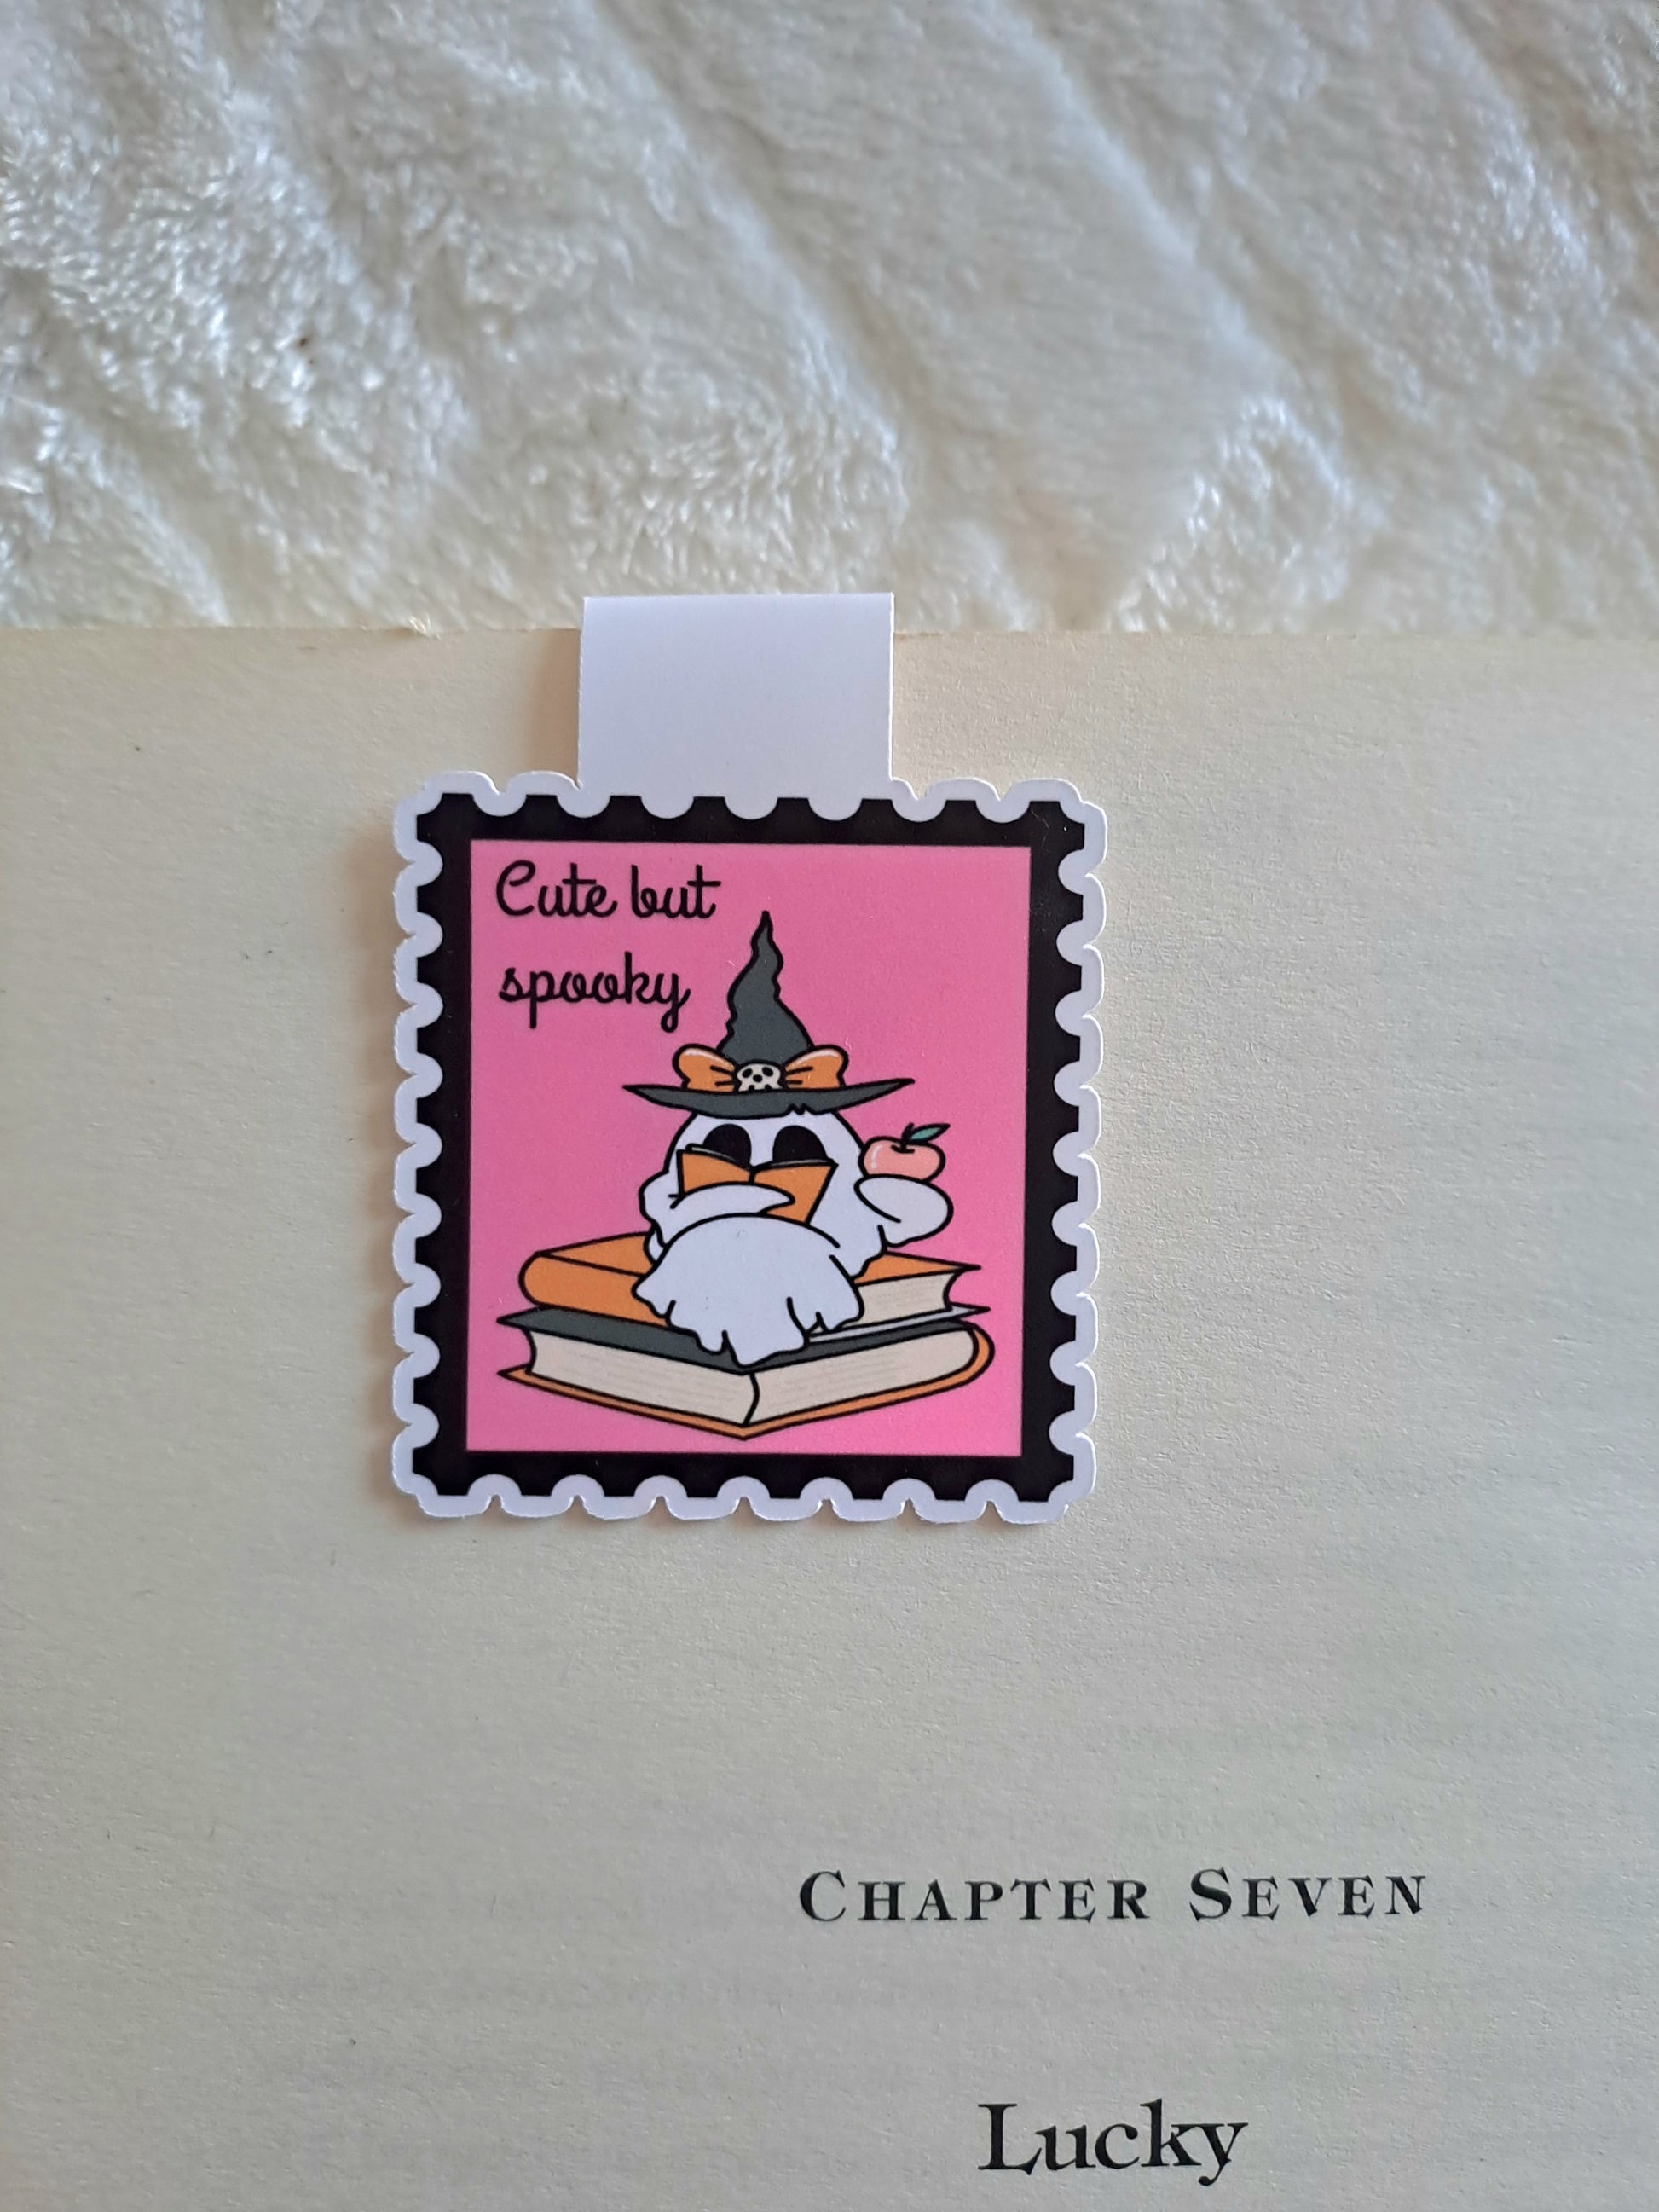 Cute but
spooky
CHAPTER SEVEN
Lucky